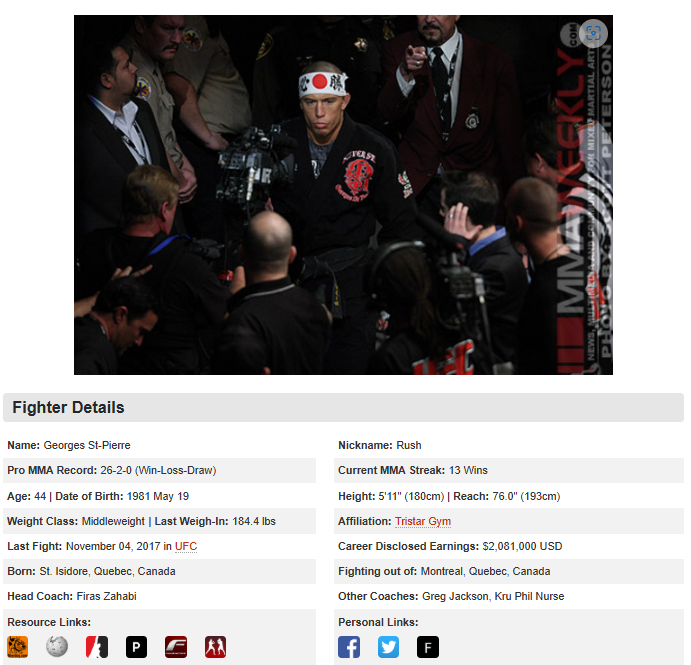 必 勝
.COM
MMAWEEKLY
PHOTO BY SCOTT PETERSON
Fighter Details
Name: Georges St-Pierre
Nickname: Rush
Pro MMA Record: 26-2-0 (Win-Loss-Draw)
Current MMA Streak: 13 Wins
Age: 44 | Date of Birth: 1981 May 19
Height: 5'11" (180cm) | Reach: 76.0" (193cm)
Weight Class: Middleweight | Last Weigh-In: 184.4 lbs
Affiliation: Tristar Gym
Last Fight: November 04, 2017 in UFC
Career Disclosed Earnings: $2,081,000 USD
Born: St. Isidore, Quebec, Canada
Fighting out of: Montreal, Quebec, Canada
Head Coach: Firas Zahabi
Other Coaches: Greg Jackson, Kru Phil Nurse
Resource Links:
Personal Links:
P
F